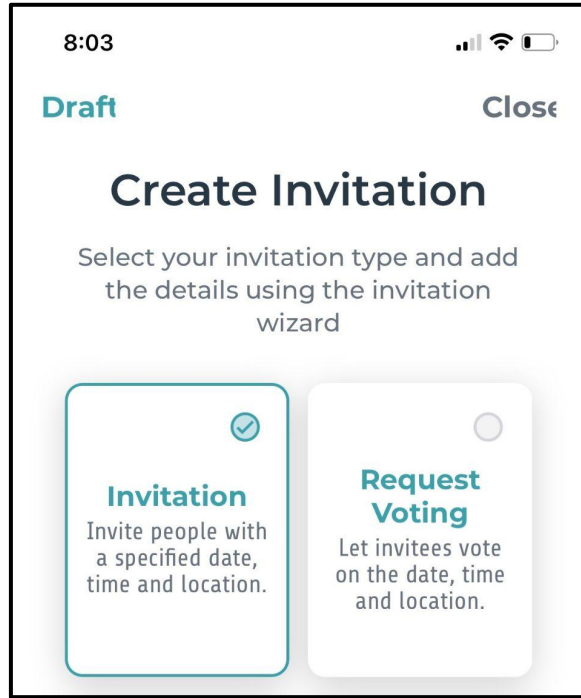 8:03
Draft Close
Create Invitation
Select your invitation type and add
the details using the invitation
wizard
Invitation
Invite people with
a specified date,
time and location.
Request
Voting
Let invitees vote
on the date, time
and location.